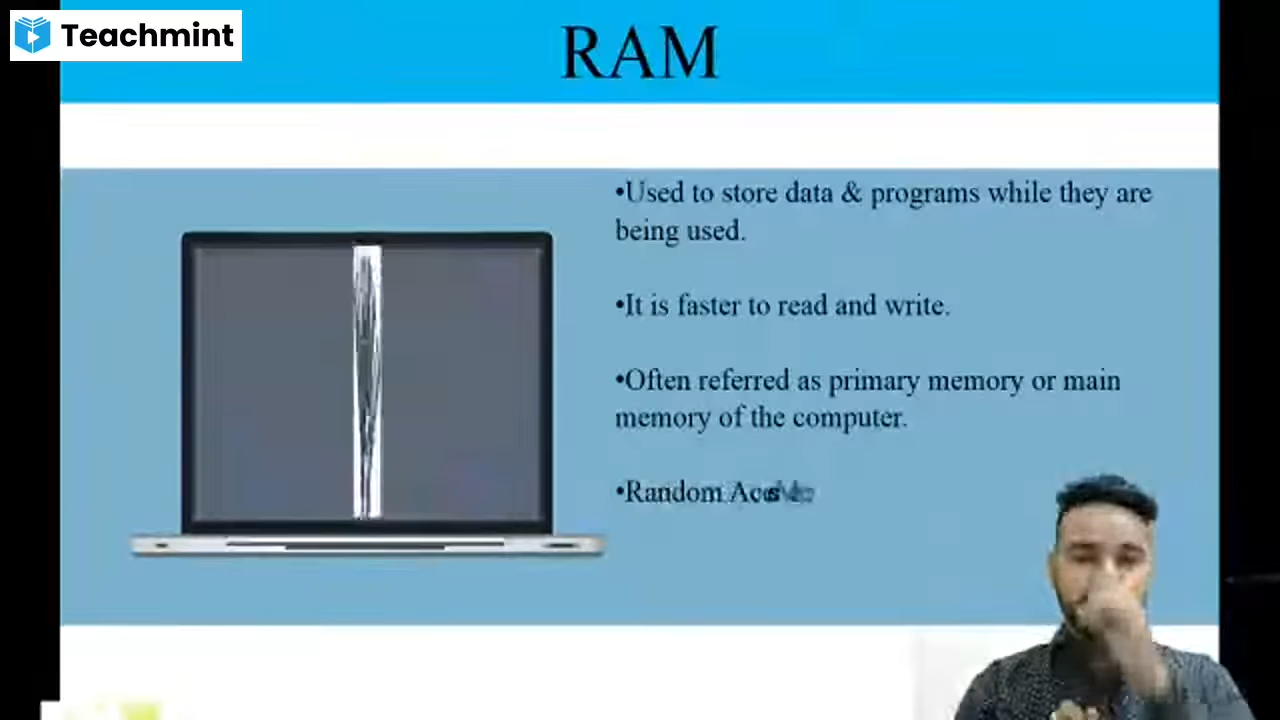 Teachmint
RAM
•Used to store data & programs while they are
being used.
•It is faster to read and write.
•Often referred as primary memory or main
memory of the computer.
•Random